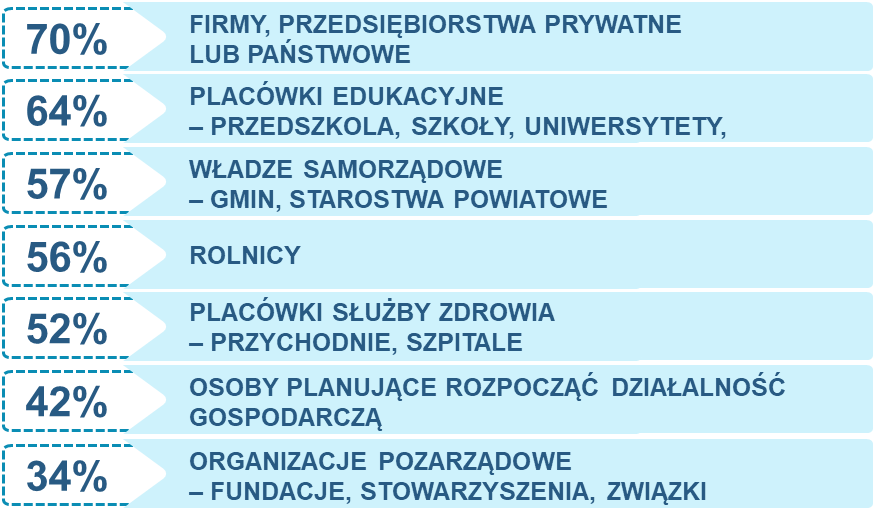 70%
FIRMY, PRZEDSIĘBIORSTWA PRYWATNE
LUB PAŃSTWOWE
64%
PLACÓWKI EDUKACYJNE
– PRZEDSZKOLA, SZKOŁY, UNIWERSYTETY,
57%
WŁADZE SAMORZĄDOWE
– GMIN, STAROSTWA POWIATOWE
56%
ROLNICY
52%
PLACÓWKI SŁUŻBY ZDROWIA
– PRZYCHODNIE, SZPITALE
42%
OSOBY PLANUJĄCE ROZPOCZĄĆ DZIAŁALNOŚĆ
GOSPODARCZĄ
34%
ORGANIZACJE POZARZĄDOWE
– FUNDACJE, STOWARZYSZENIA, ZWIĄZKI